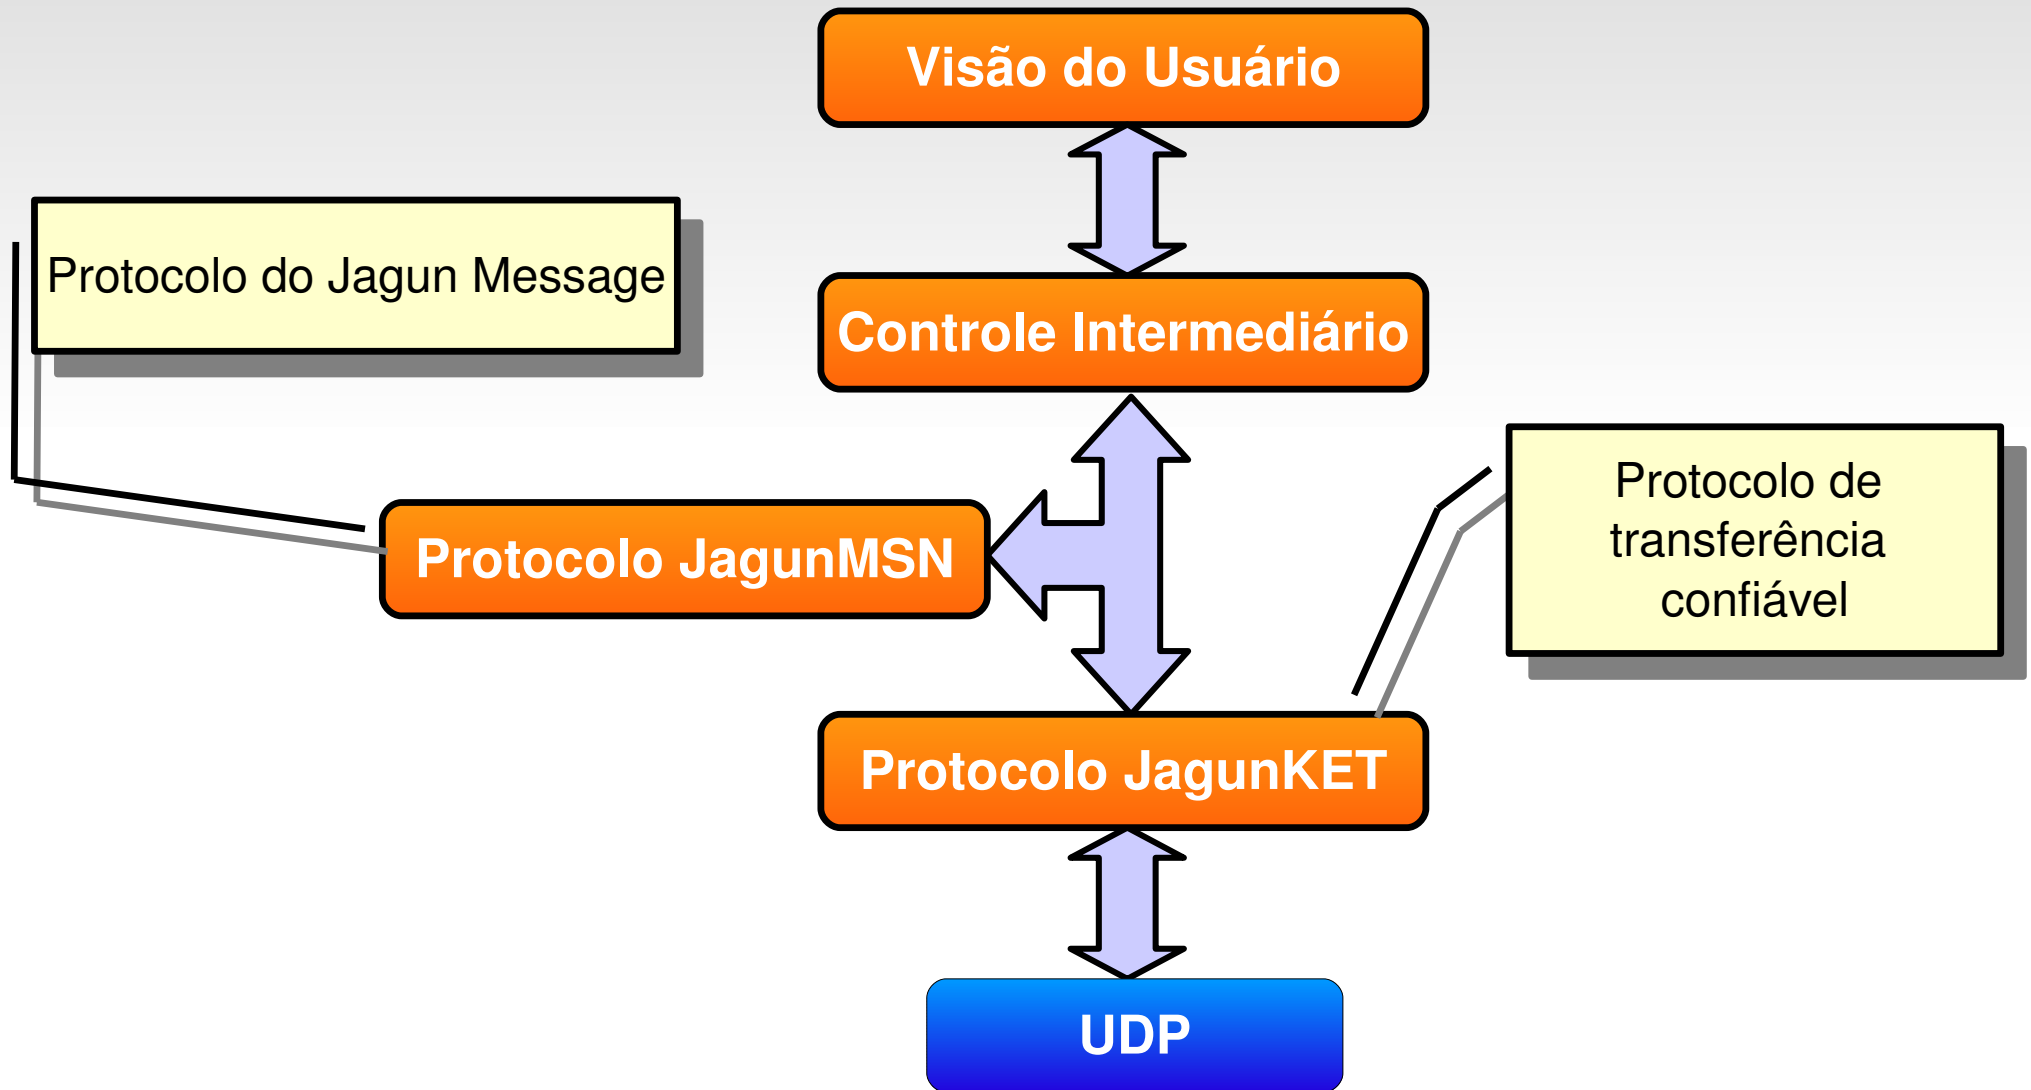 Visão do Usuário
Protocolo do Jagun Message
Controle Intermediário
Protocolo de
transferência
confiável
Protocolo JagunMSN
Protocolo JagunKET
UDP